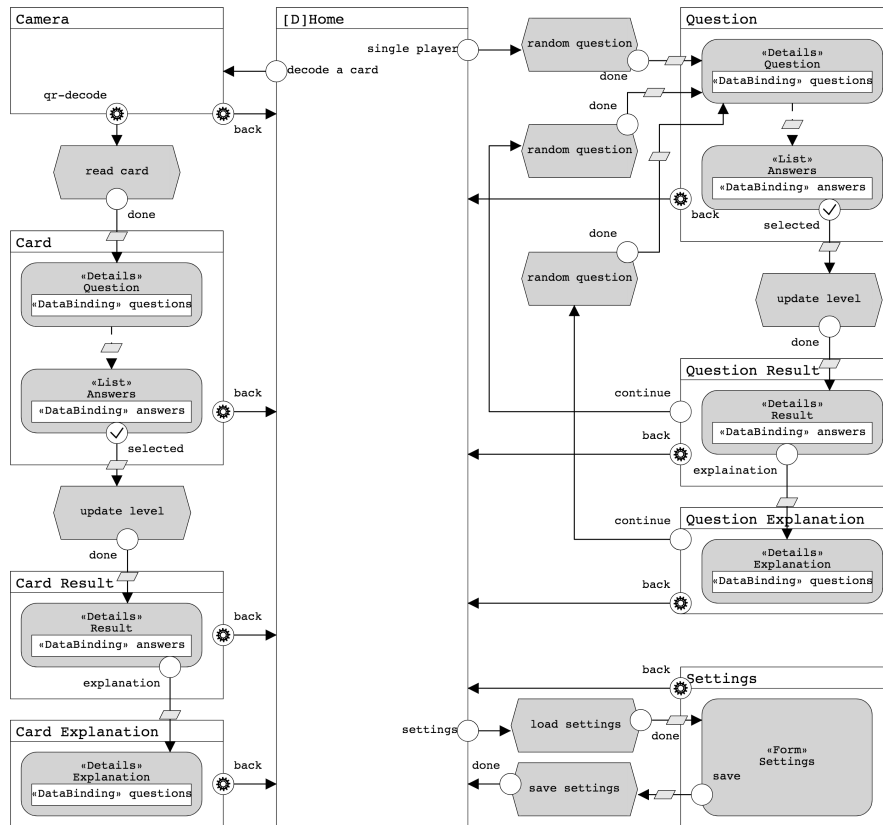 Camera
qr-decode
back
read card
done
Card
«Details»
Question
«DataBinding» questions
«List»
Answers
«DataBinding» answers
back
selected
update level
done
Card Result
«Details»
Result
«DataBinding» answers
back
explanation
Card Explanation
«Details»
Explanation
«DataBinding» questions
back
[D]Home
single player
decode a card
settings
random question
done
done
random question
done
random question
Question
«Details»
Question
«DataBinding» questions
«List»
Answers
«DataBinding» answers
back
selected
update level
done
Question Result
continue
«Details»
Result
«DataBinding» answers
back
explaination
Question Explanation
continue
«Details»
Explanation
«DataBinding» questions
back
back
Settings
load settings
done
«Form»
Settings
done
save settings
save